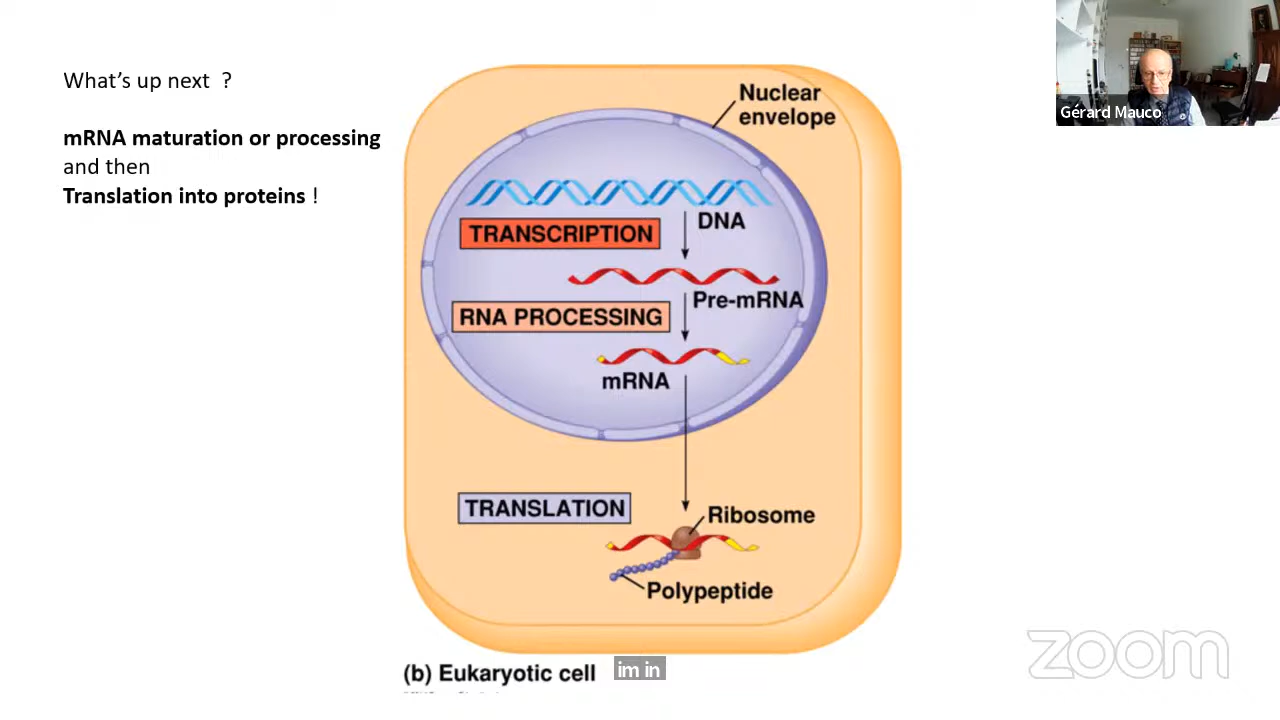 What's up next ?
mRNA maturation or processing
and then
Translation into proteins !
Nuclear
envelope
DNA
TRANSCRIPTION
Pre-mRNA
RNA PROCESSING
mRNA
TRANSLATION
Ribosome
Polypeptide
(b) Eukaryotic cell
im in
Gérard Mauco
zoom